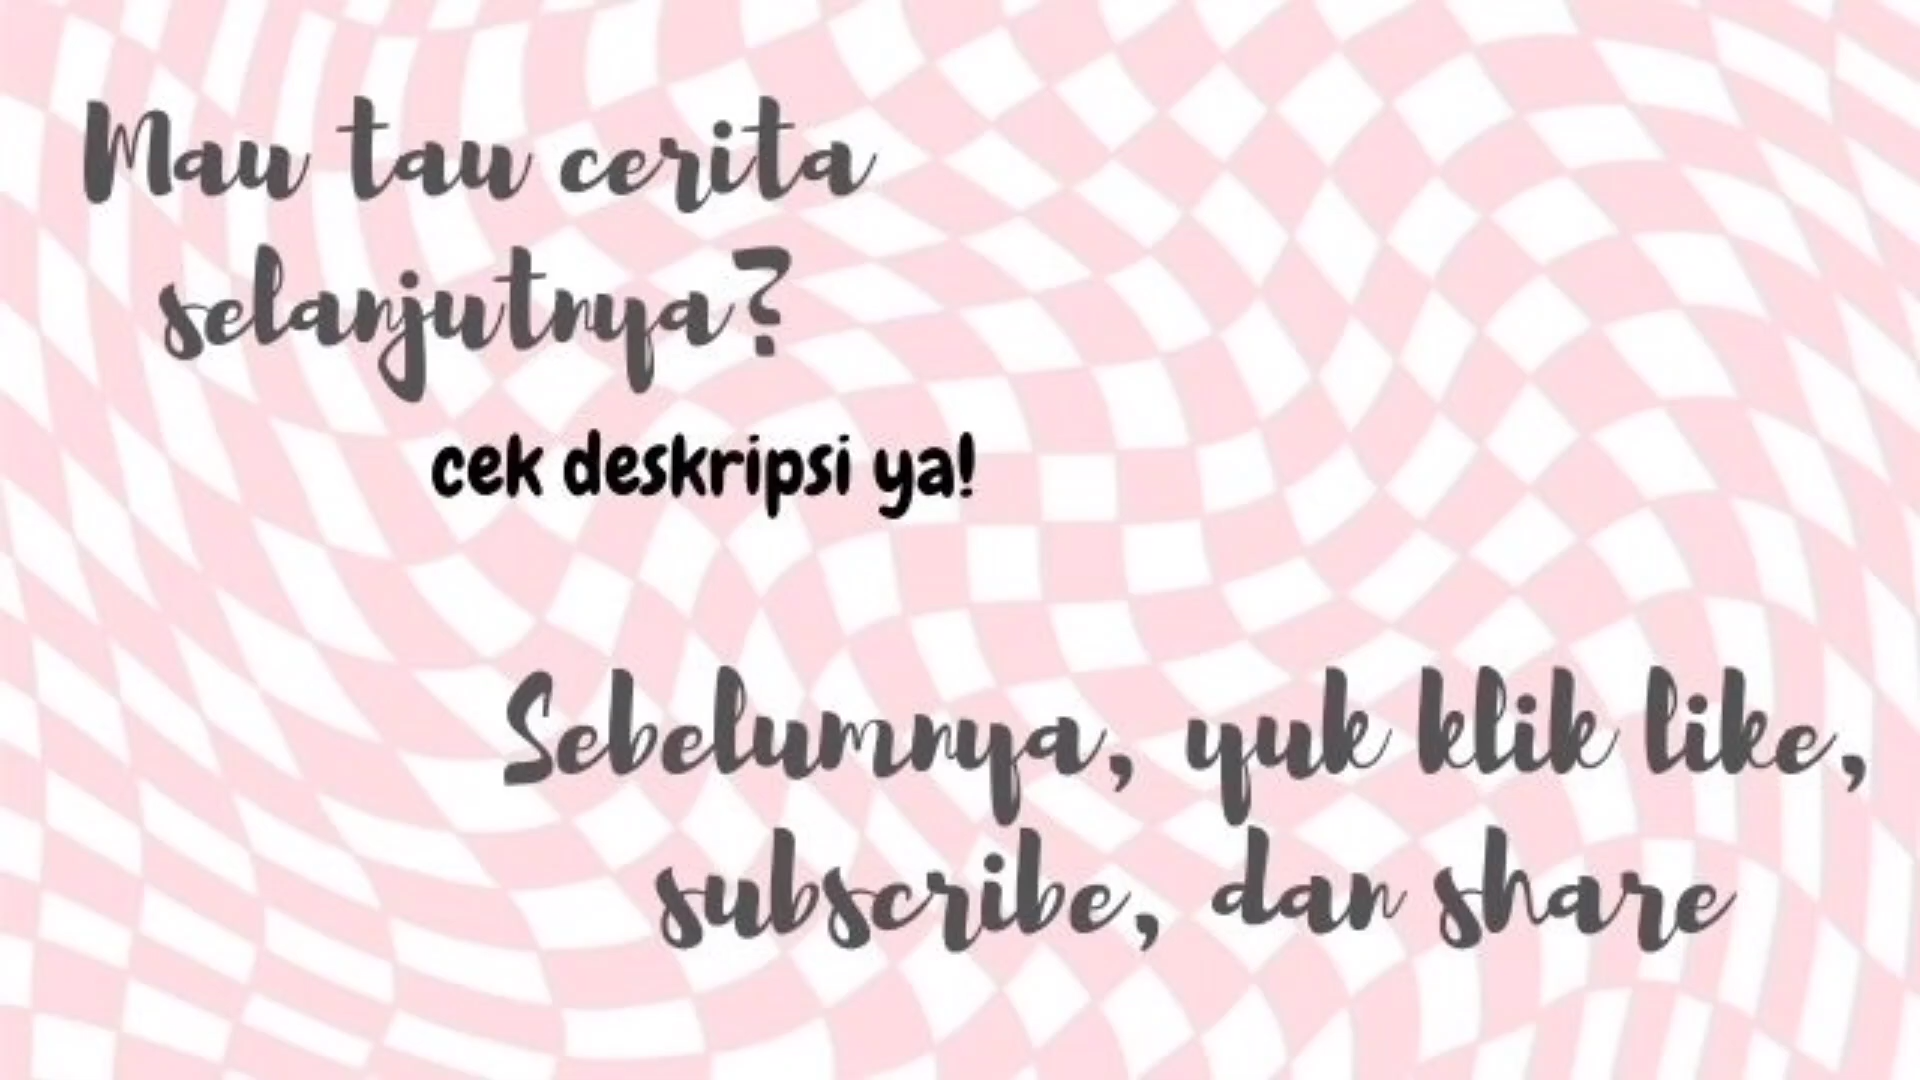 Mau tau cerita
selanjutnya?
cek deskripsi ya!
Sebelumnya, yuk klik like,
subscribe, dan share